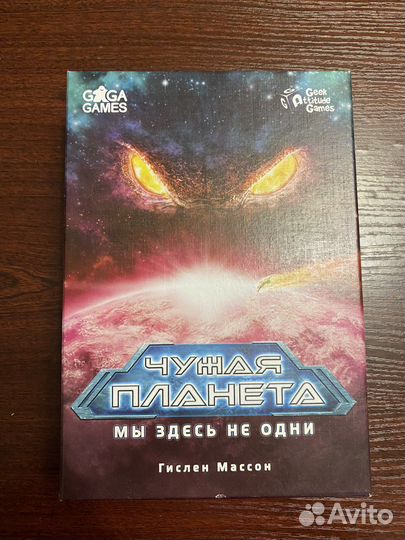 GAGA
GAMES
Geek
Attitude
Games
ЧУЖАЯ
ПЛАНЕТА
МЫ ЗДЕСЬ НЕ ОДНИ
Гислен Массон
Avito